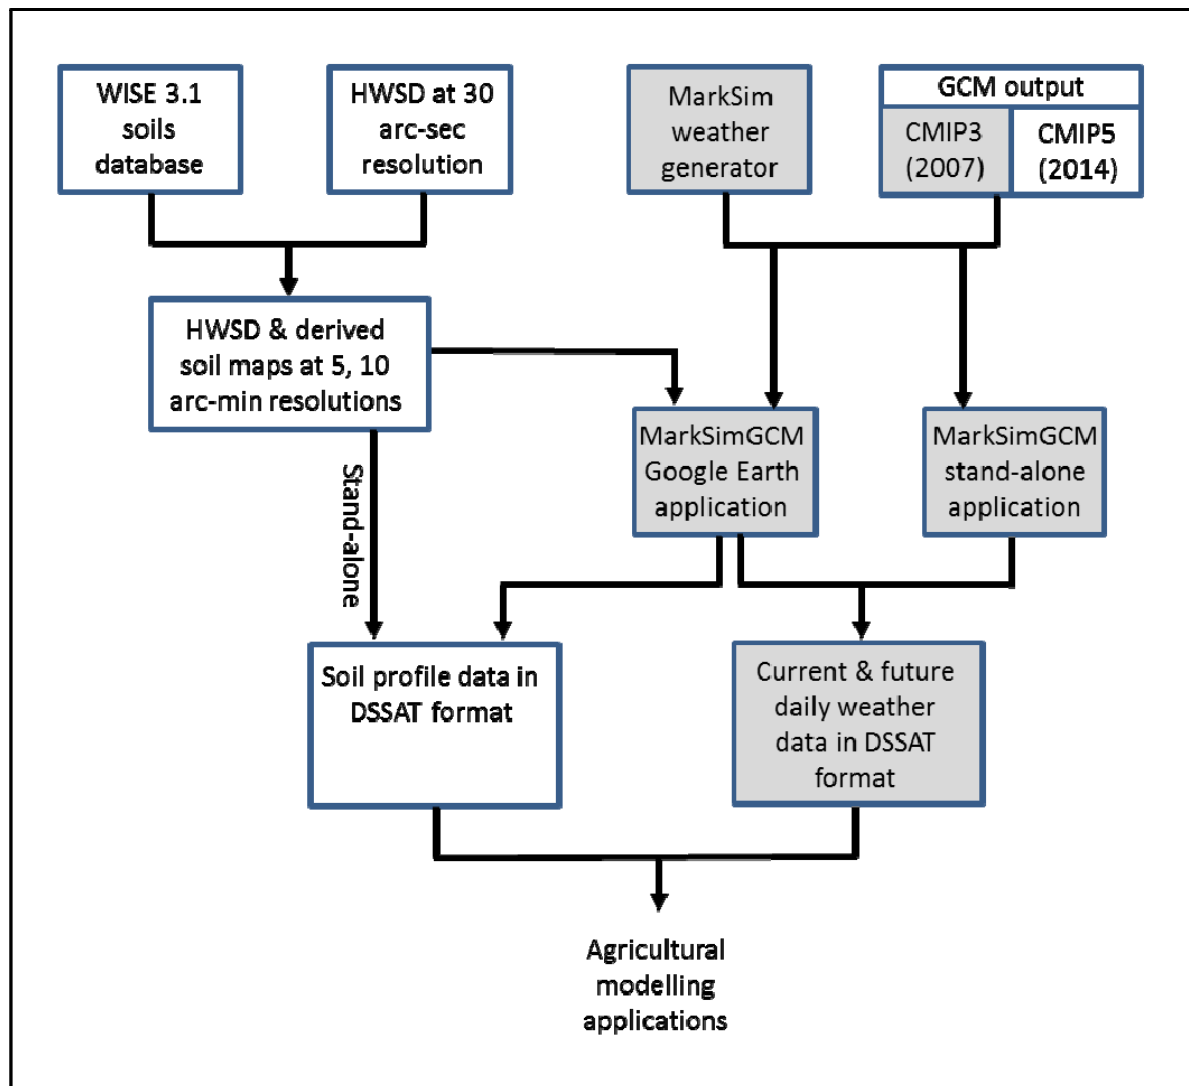 WISE 3.1
soils
database
HWSD at 30
arc-sec
resolution
MarkSim
weather
generator
GCM output
CMIP3
(2007)
CMIP5
(2014)
HWSD & derived
soil maps at 5, 10
arc-min resolutions
MarkSimGCM
Google Earth
application
MarkSimGCM
stand-alone
application
Stand-alone
Soil profile data in
DSSAT format
Current & future
daily weather
data in DSSAT
format
Agricultural
modelling
applications